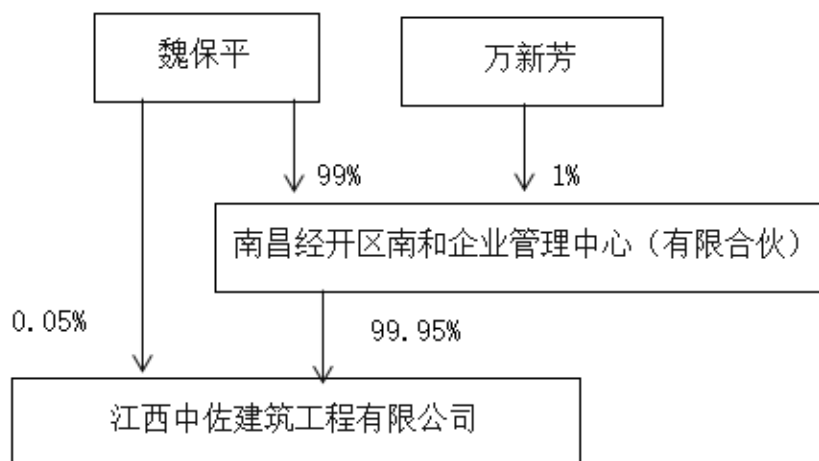 魏保平
万新芳
99%
1%
南昌经开区南和企业管理中心（有限合伙）
0.05%
99.95%
江西中佐建筑工程有限公司